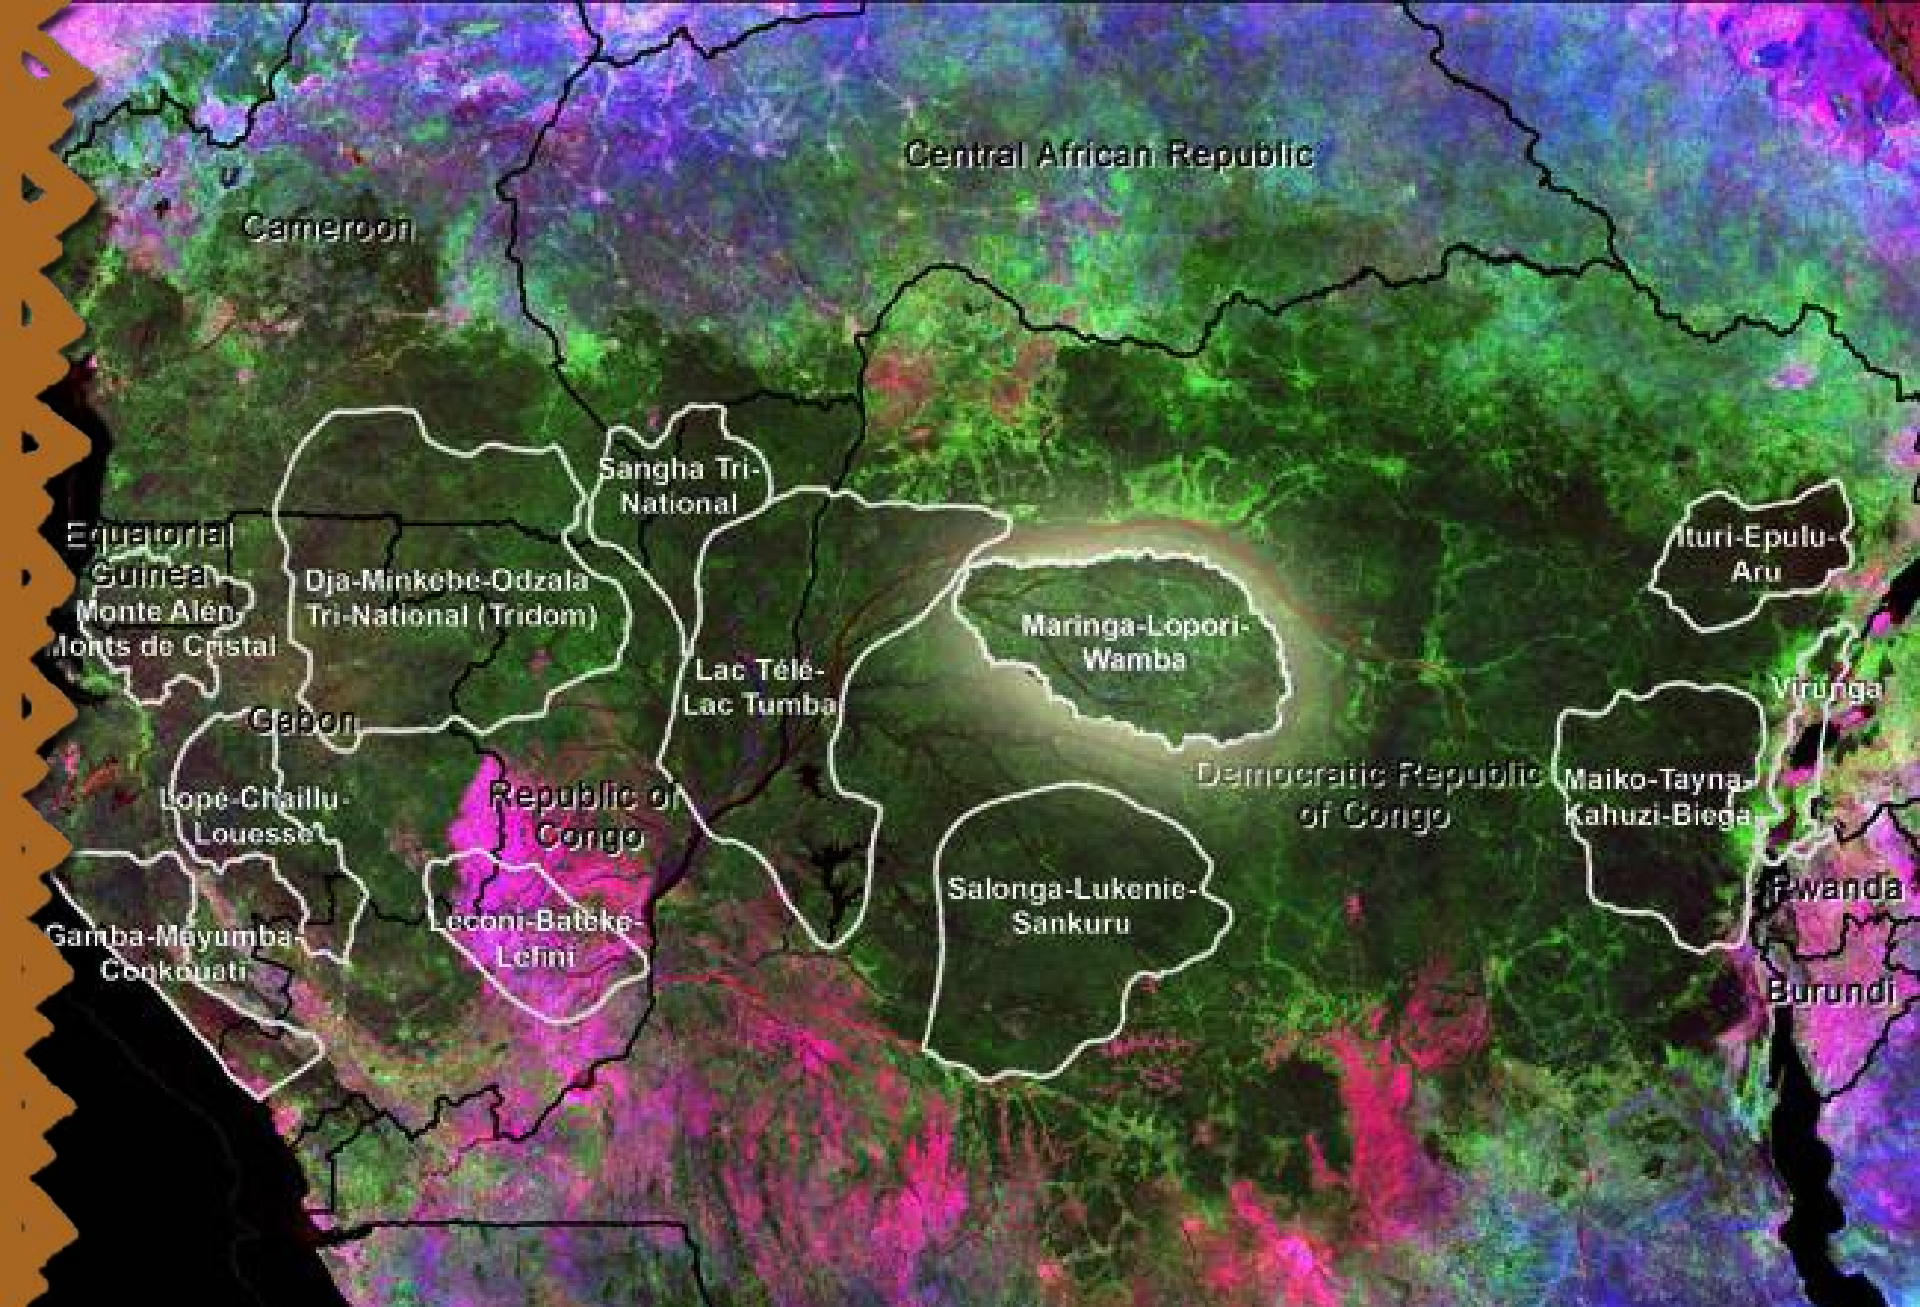 Central African Republic
Cameroon
Sangha Tri-
National
Equatorial
Guinea
Monte Alén-
Monts de Cristal
Dja-Minkébé-Odzala
Tri-National (Tridom)
Ituri-Epulu-
Aru
Maringa-Lopori-
Wamba
Lac Télé-
Lac Tumba
Virunga
Gabon
Republic of
Congo
Democratic Republic
of Congo
Maiko-Tayna-
Kahuzi-Biega
Lopé-Chaillu-
Louesse
Salonga-Lukenie-
Sankuru
Rwanda
Leconi-Bateke-
Lefini
Gamba-Mayumba-
Conkouati
Burundi